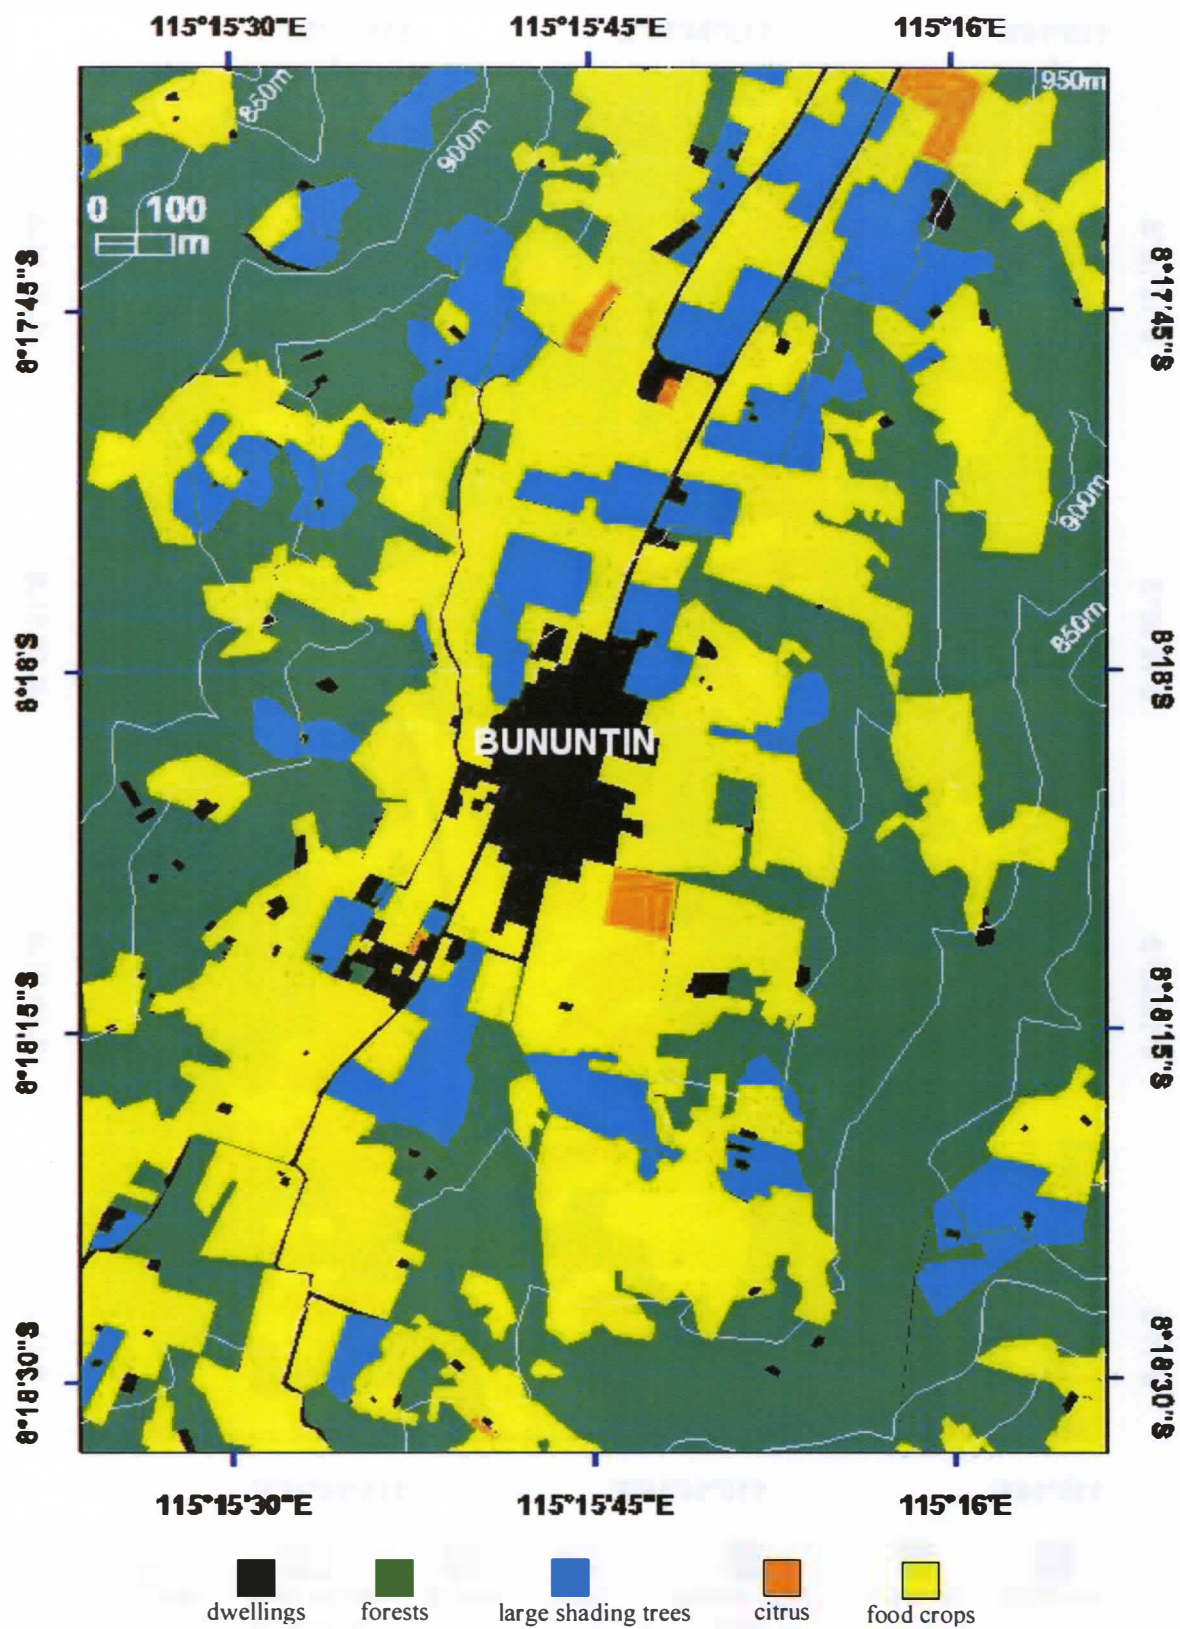 115°15'30"E 115°15'45"E 115°16'E
850m 950m
900m
0 100
m
8°17'45"S 8°17'45"S
900m
850m
8°18'S 8°18'S
BUNUNTIN
8°18'15"S 8°18'15"S
8°18'30"S 8°18'30"S
115°15'30"E 115°15'45"E 115°16'E
dwellings forests large shading trees citrus food crops